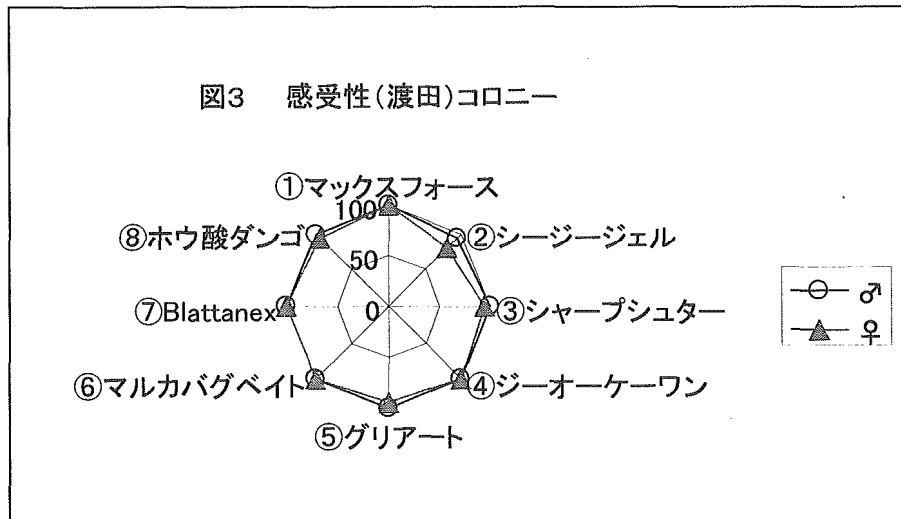 図3 感受性(渡田)コロニー
①マックスフォース
100
⑧ホウ酸ダンゴ
②シージージェル
50
⑦Blattanex
0
③シャープシュター
♂
♀
⑥マルカバグベイト
④ジーオーケーワン
⑤グリアート